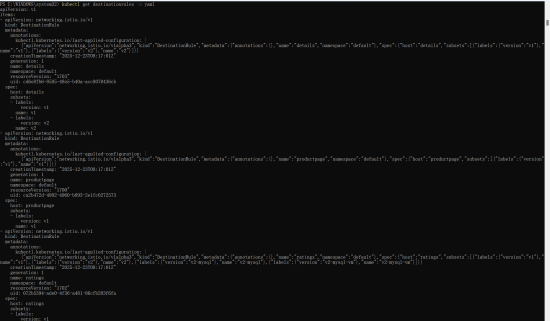 PS C:\WINDOWS\system32> kubectl get destinationrules -o yaml
apiVersion: v1
items:
- apiVersion: networking.istio.io/v1
kind: DestinationRule
metadata:
annotations:
kubectl.kubernetes.io/last-applied-configuration: |
{"apiVersion":"networking.istio.io/v1alpha3","kind":"DestinationRule","metadata":{"annotations":{},"name":"details","namespace":"default"},"spec":{"host":"details","subsets":[{"labels":{"version":"v1"},"
name":"v1"},{"labels":{"version":"v2"},"name":"v2"}]}}
creationTimestamp: "2025-12-23T08:17:01Z"
generation: 1
name: details
namespace: default
resourceVersion:
uid:
spec:
host: details
subsets:
- labels:
version: v1
name: v1
- labels:
version: v2
name: v2
- apiVersion: networking.istio.io/v1
kind: DestinationRule
metadata:
annotations:
kubectl.kubernetes.io/last-applied-configuration: |
{"apiVersion":"networking.istio.io/v1alpha3","kind":"DestinationRule","metadata":{"annotations":{},"name":"productpage","namespace":"default"},"spec":{"host":"productpage","subsets":[{"labels":{"version
":"v1"},"name":"v1"}]}}
creationTimestamp: "2025-12-23T08:17:01Z"
generation: 1
name: productpage
namespace: default
resourceVersion: "1700"
uid:
spec:
host: productpage
subsets:
- labels:
version: v1
name: v1
- apiVersion: networking.istio.io/v1
kind: DestinationRule
metadata:
annotations:
kubectl.kubernetes.io/last-applied-configuration: |
{"apiVersion":"networking.istio.io/v1alpha3","kind":"DestinationRule","metadata":{"annotations":{},"name":"ratings","namespace":"default"},"spec":{"host":"ratings","subsets":[{"labels":{"version":"v1"},"
name":"v1"},{"labels":{"version":"v2"},"name":"v2"},{"labels":{"version":"v2-mysql"},"name":"v2-mysql"},{"labels":{"version":"v2-mysql-vm"},"name":"v2-mysql-vm"}]}}
creationTimestamp: "2025-12-23T08:17:01Z"
generation: 1
name: ratings
namespace: default
resourceVersion: "1702"
uid:
spec:
host: ratings
subsets:
- labels:
version: v1